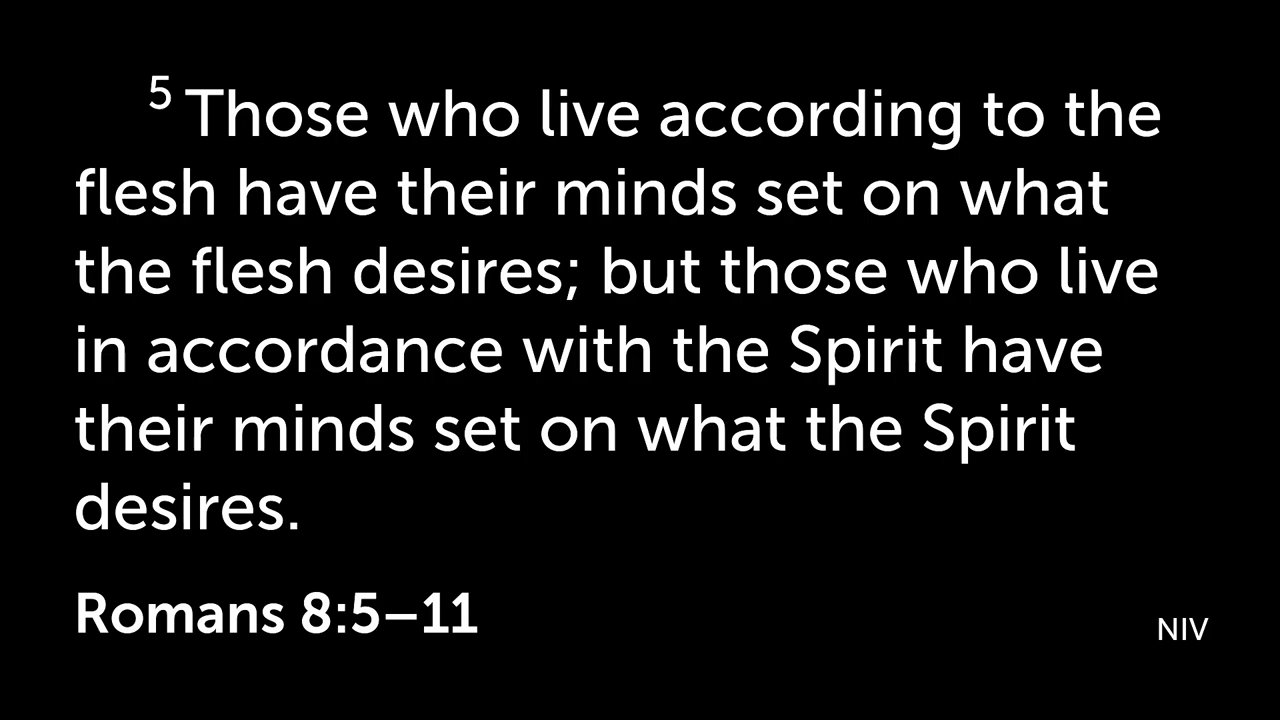 5 Those who live according to the
flesh have their minds set on what
the flesh desires; but those who live
in accordance with the Spirit have
their minds set on what the Spirit
desires.
Romans 8:5–11
NIV